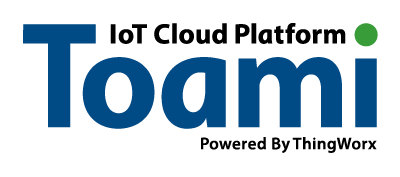 IoT Cloud Platform
Toami
Powered By ThingWorx